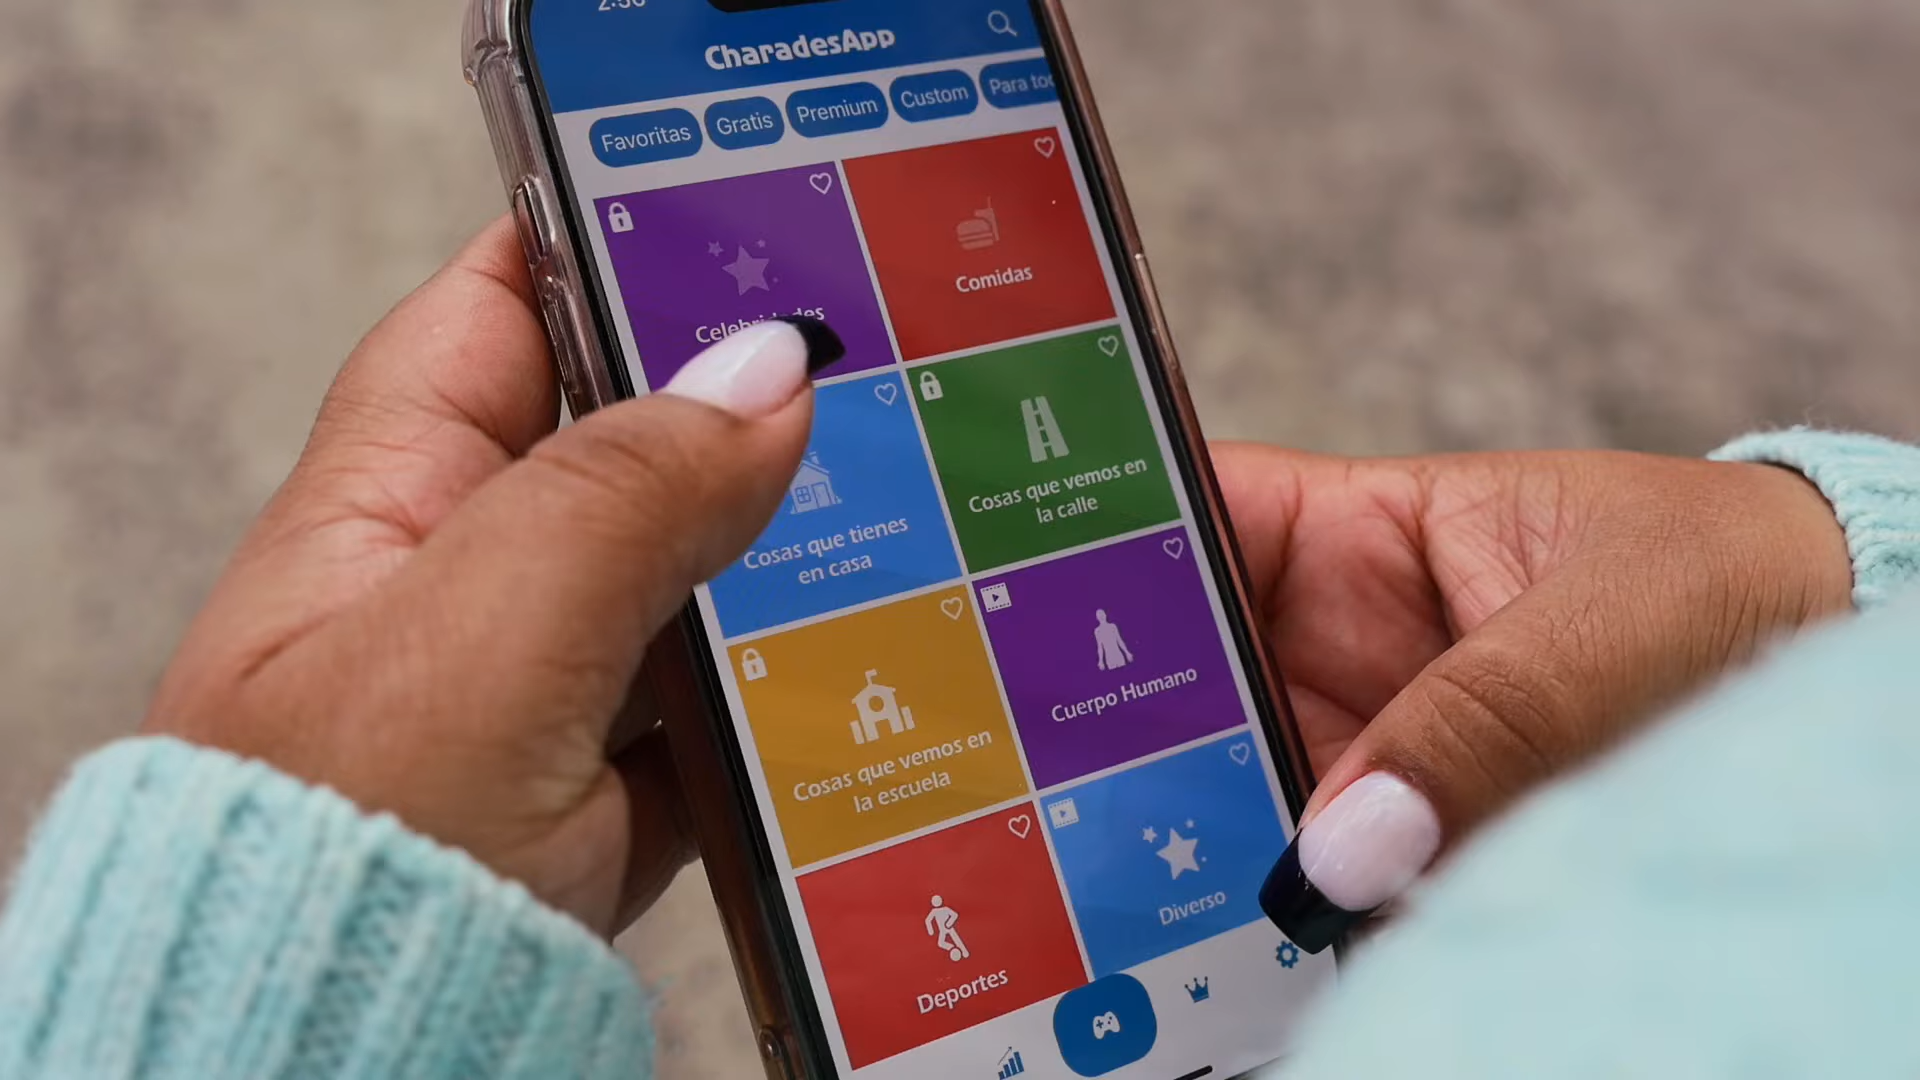 CharadesApp
Favoritas
Gratis
Premium
Custom
Para
Comidas
Cosas que tienes
en casa
Cosas que vemos en
la calle
Cosas que vemos en
la escuela
Cuerpo Humano
Deportes
Diverso